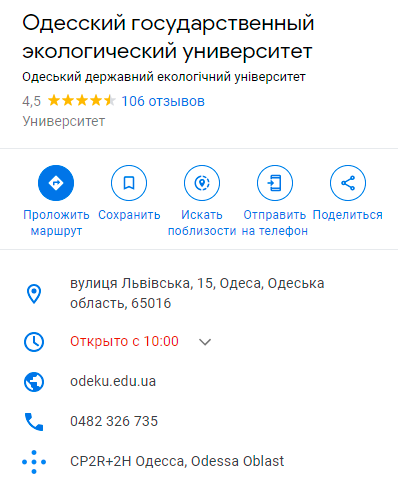 Одесский государственный
экологический университет
Одеський державний екологічний університет
4,5 106 отзывов
Университет
Проложить маршрут
Сохранить
Искать поблизости
Отправить на телефон
Поделиться
вулиця Львівська, 15, Одеса, Одеська
область, 65016
Открыто с 10:00
odeku.edu.ua
0482 326 735
CP2R+2H Одесса, Odessa Oblast